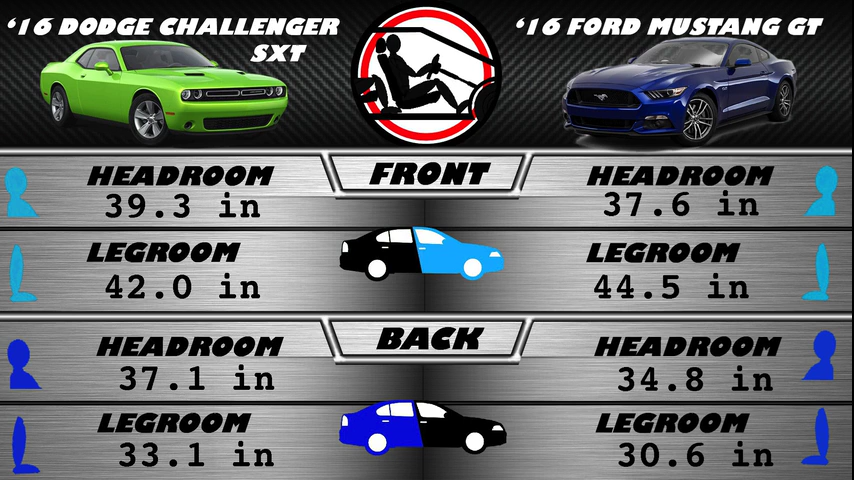 '16 DODGE CHALLENGER
SXT
'16 FORD MUSTANG GT
FRONT
HEADROOM
39.3 in
HEADROOM
37.6 in
LEGROOM
42.0 in
LEGROOM
44.5 in
BACK
HEADROOM
37.1 in
HEADROOM
34.8 in
LEGROOM
33.1 in
LEGROOM
30.6 in